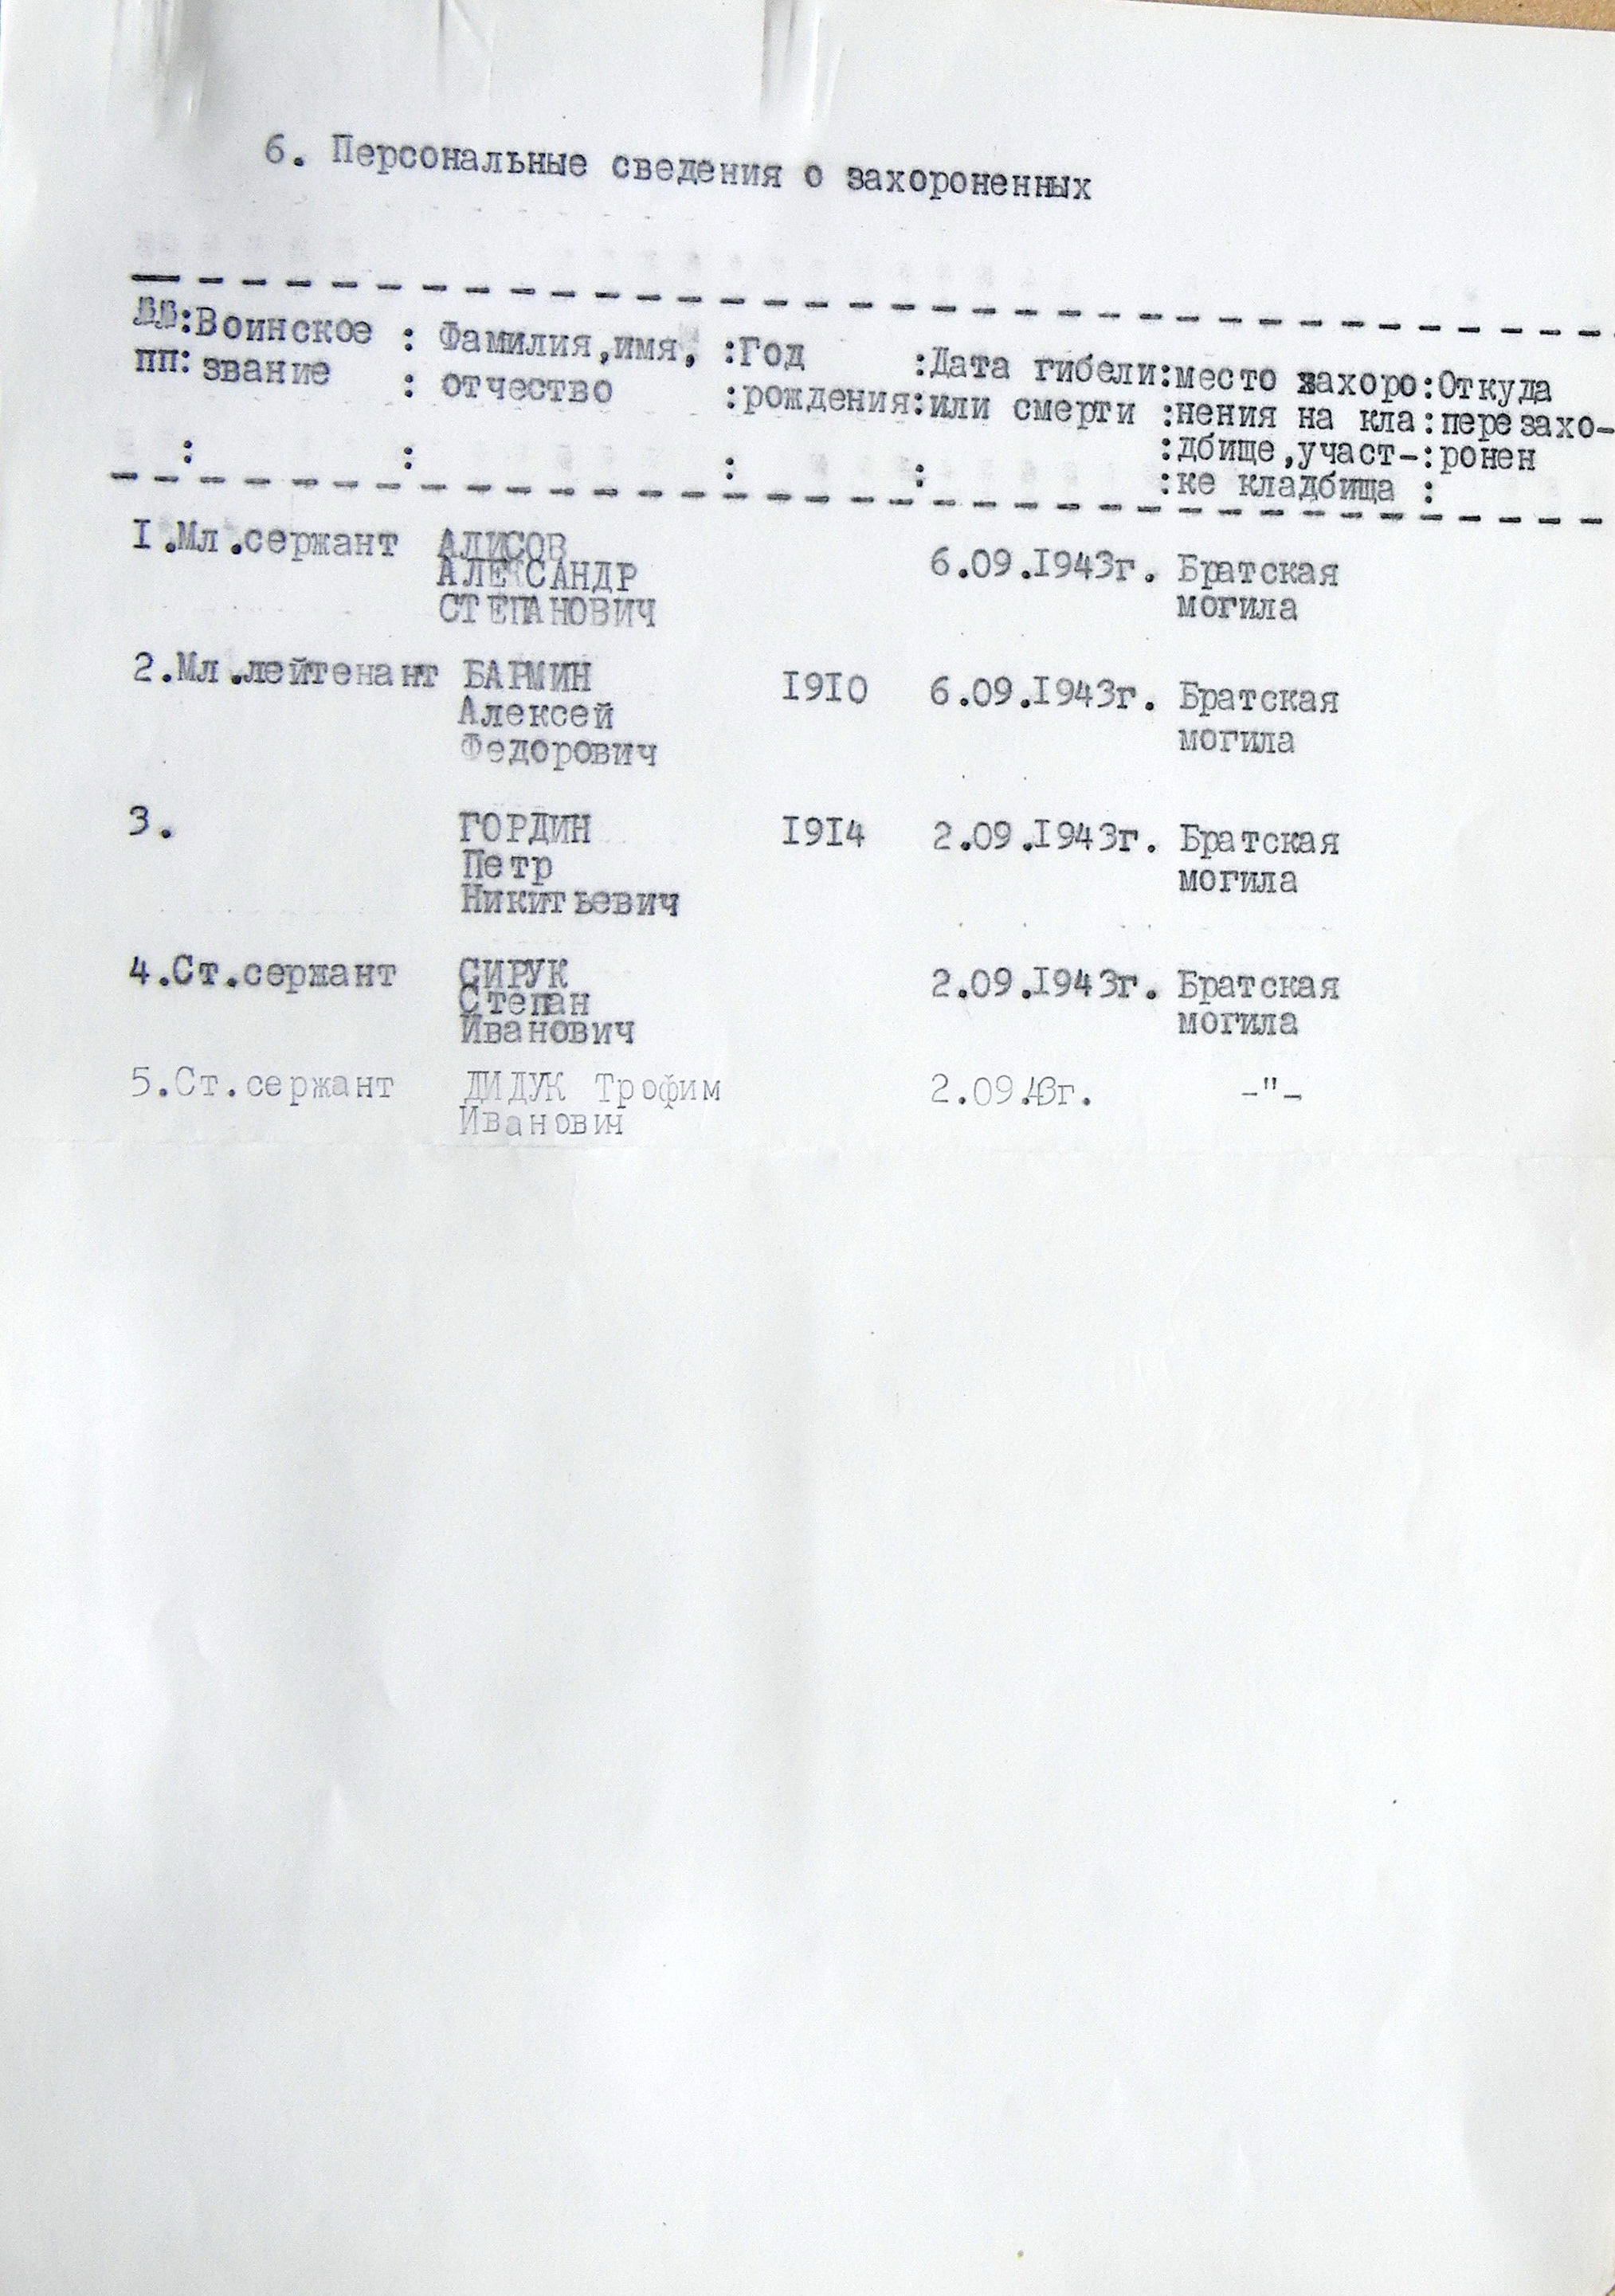 6. Персональные сведения о захороненных
:Воинское : Фамилия,имя, :Год :Дата гибели:место захоро:Откуда
пп: звание : отчество :рождения:или смерти :нения на кла:перезахо-
:дбище,участ-:ронен
: : : : :ке кладбища :
I.Мл.сержант АЛИСОВ 6.09.I943г. Братская
АЛЕКСАНДР могила
СТЕПАНОВИЧ
2.Мл.лейтенант БАРМИН I9I0 6.09.I943г. Братская
Алексей могила
Федорович
3. ГОРДИН I9I4 2.09.I943г. Братская
Петр могила
Никитьевич
4.Ст.сержант СИРУК 2.09.I943г. Братская
Степан могила
Иванович
5.Ст.сержант ДИДУК Трофим 2.09.43г. -"-
Иванович